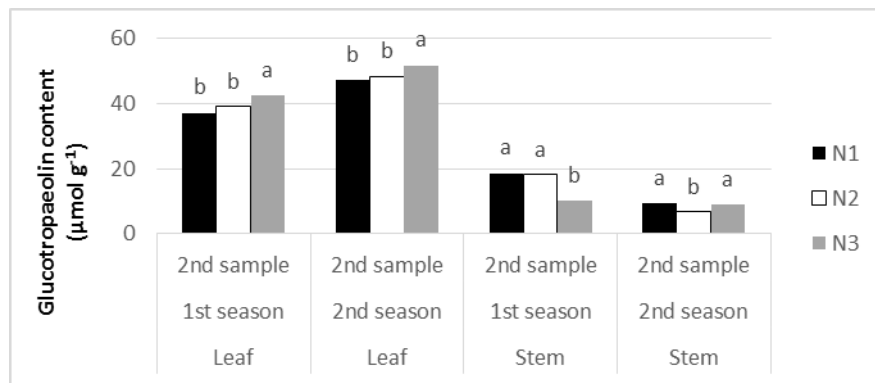 Glucotropaeolin content
(μmol g⁻¹)
60
40
20
0
b b a
b b a
a a b
a b a
2nd sample 2nd sample 2nd sample 2nd sample
1st season 2nd season 1st season 2nd season
Leaf Leaf Stem Stem
N1
N2
N3